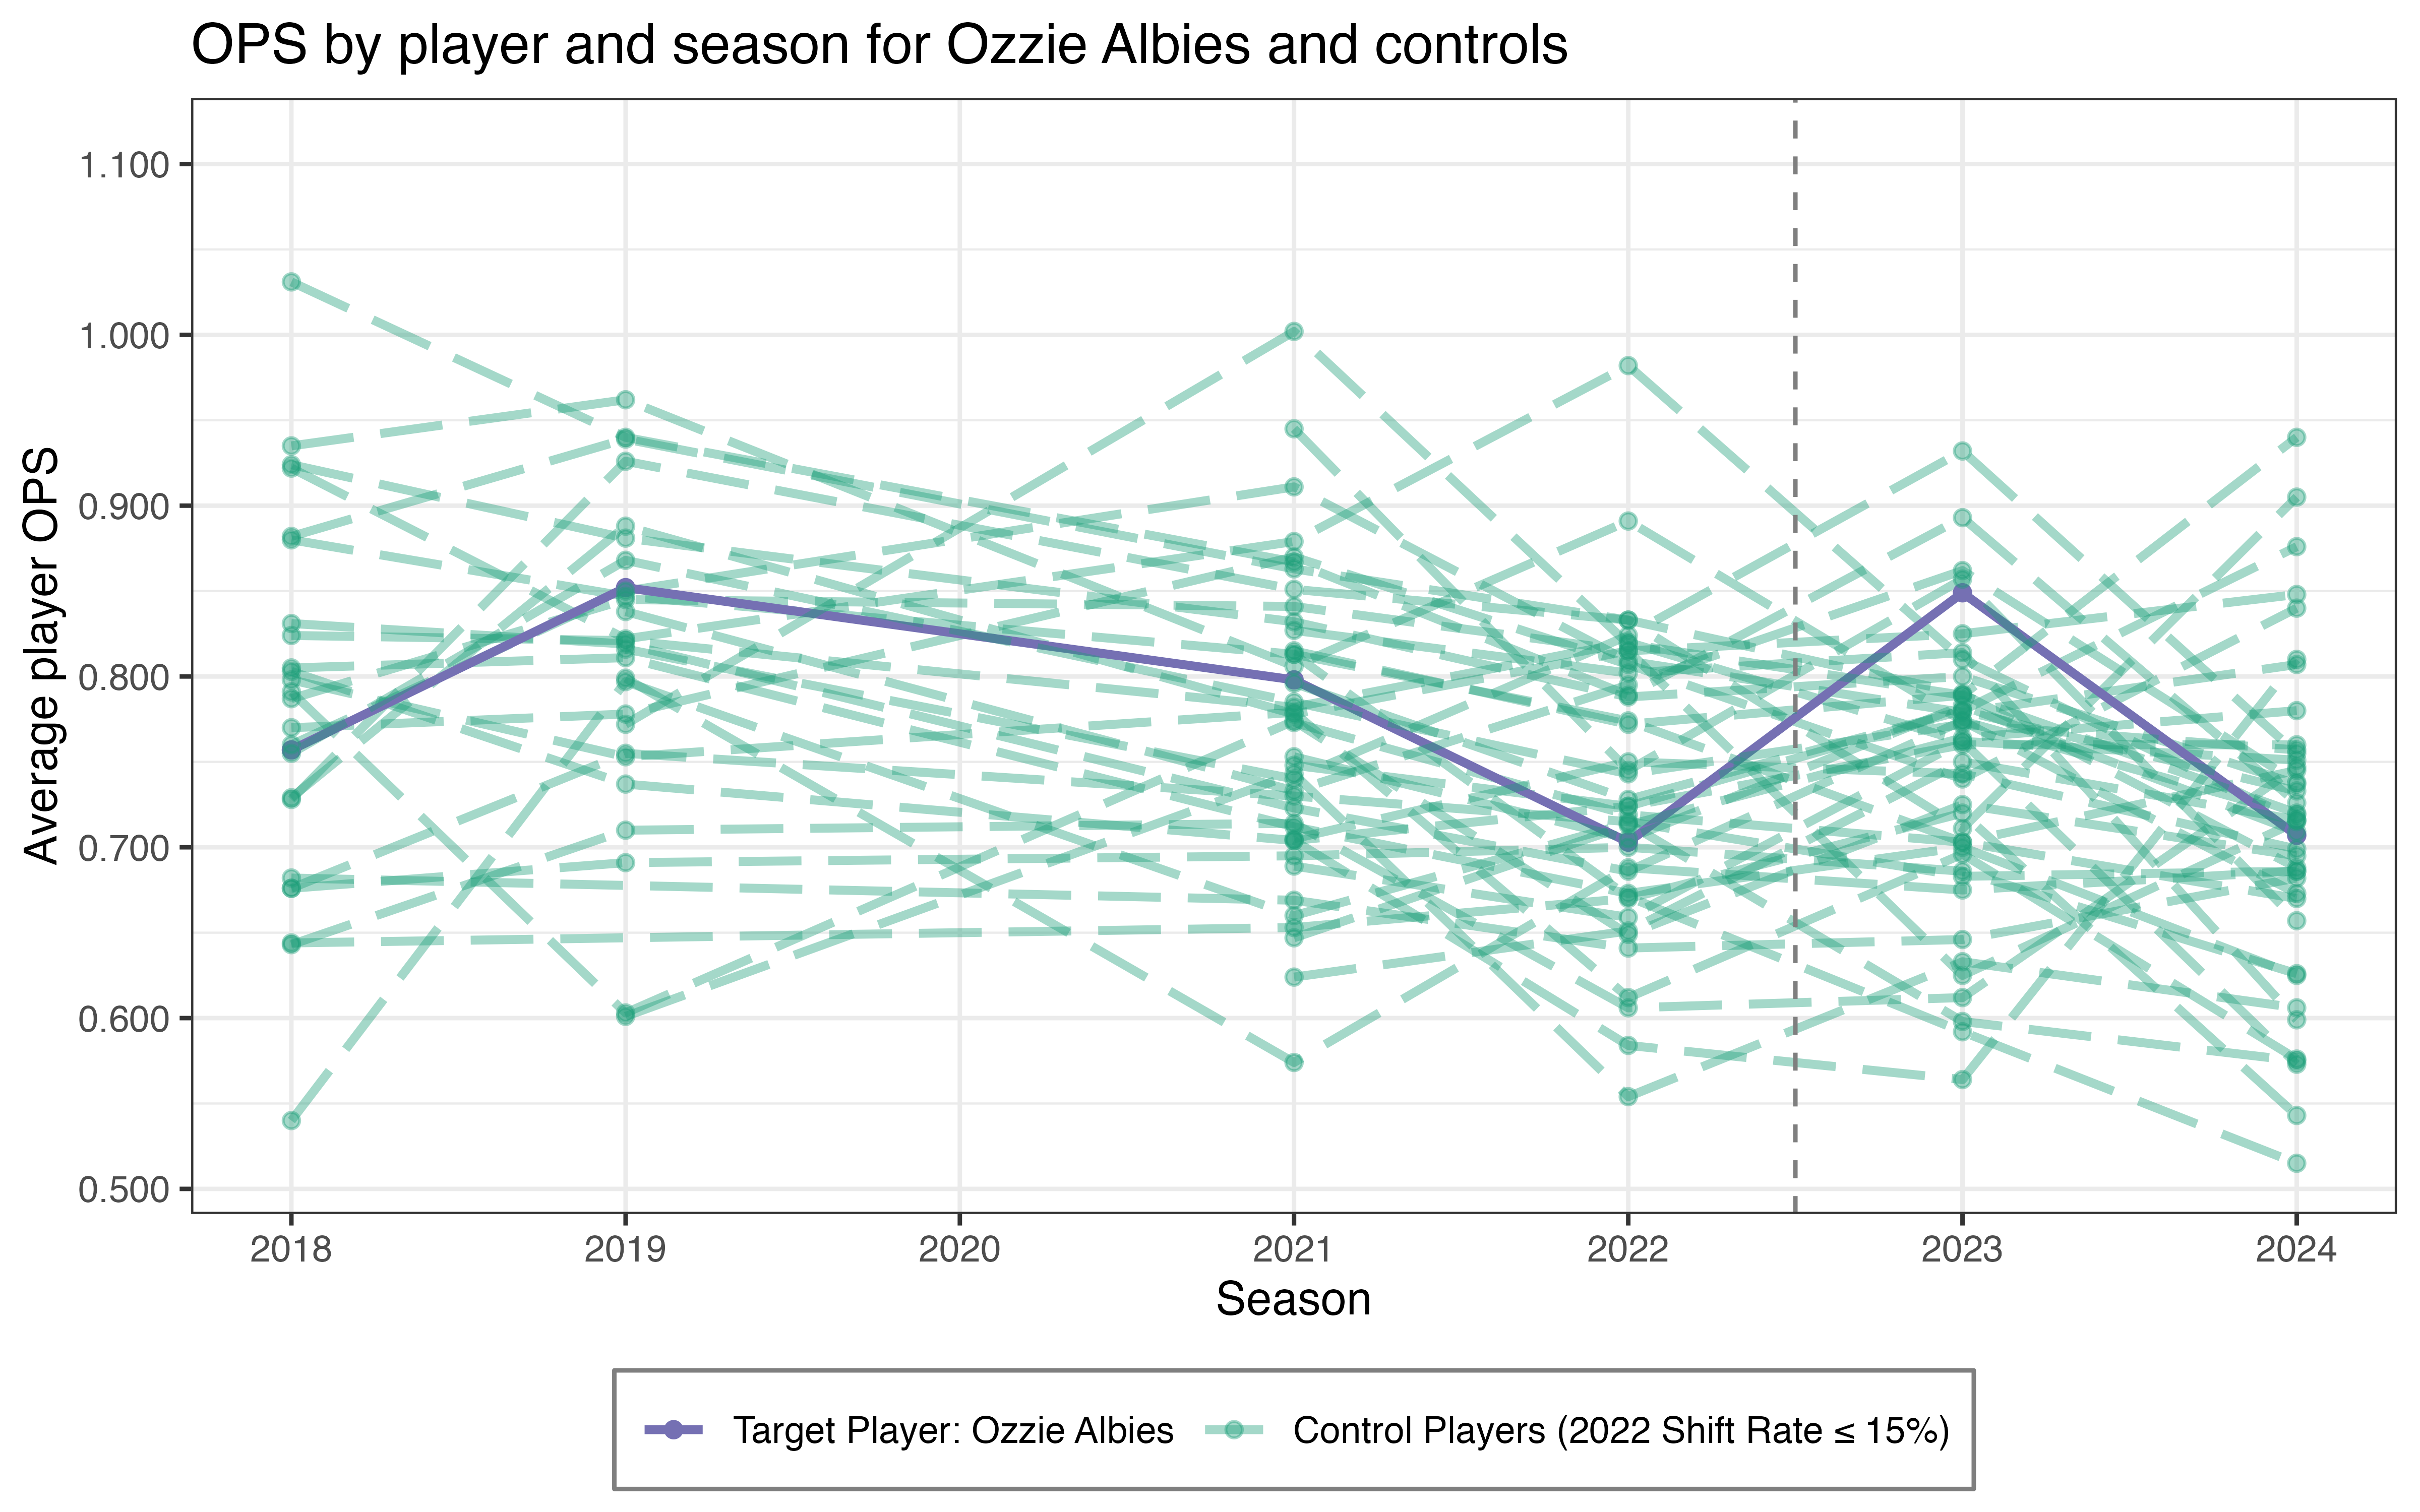 OPS by player and season for Ozzie Albies and controls
Average player OPS
1.100
1.000
0.900
0.800
0.700
0.600
0.500
2018 2019 2020 2021 2022 2023 2024
Season
Target Player: Ozzie Albies Control Players (2022 Shift Rate ≤ 15%)